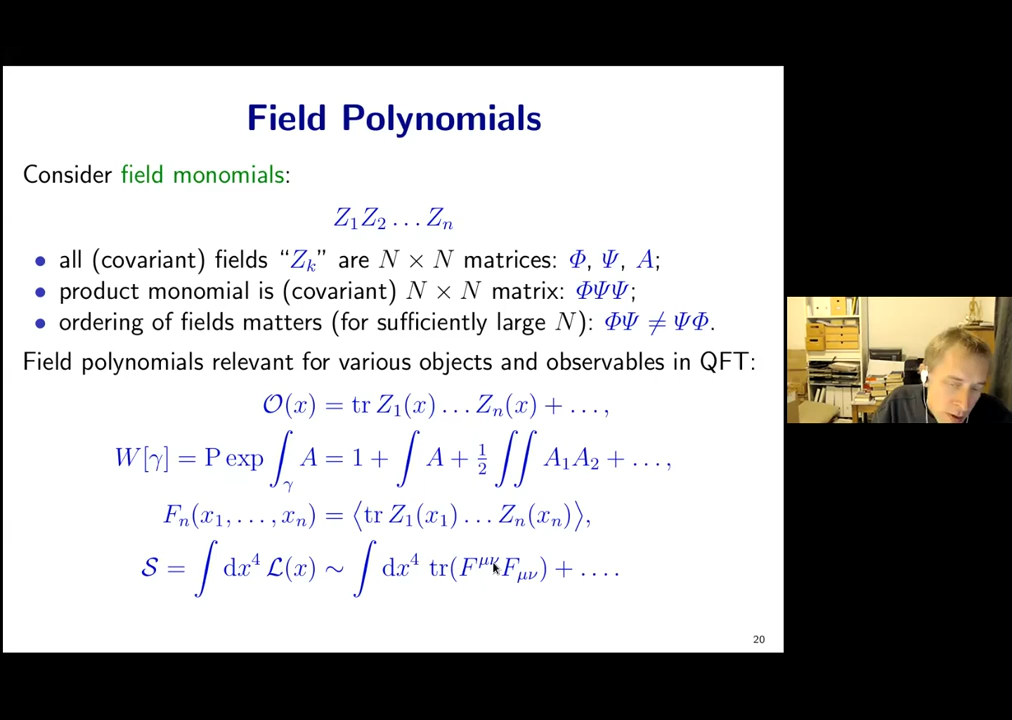 Field Polynomials
Consider field monomials:
Z₁Z₂ . . . Zₙ
• all (covariant) fields “Zₖ” are N × N matrices: Φ, Ψ, A;
• product monomial is (covariant) N × N matrix: ΦΨΨ;
• ordering of fields matters (for sufficiently large N): ΦΨ ≠ ΨΦ.
Field polynomials relevant for various objects and observables in QFT:
𝒪(x) = tr Z₁(x) . . . Zₙ(x) + . . . ,
W[γ] = P exp ∫_γ A = 1 + ∫ A + ½ ∬ A₁A₂ + . . . ,
Fₙ(x₁, . . . , xₙ) = ⟨tr Z₁(x₁) . . . Zₙ(xₙ)⟩,
𝒮 = ∫ dx⁴ ℒ(x) ∼ ∫ dx⁴ tr(F^{μν}F_{μν}) + . . . .
20